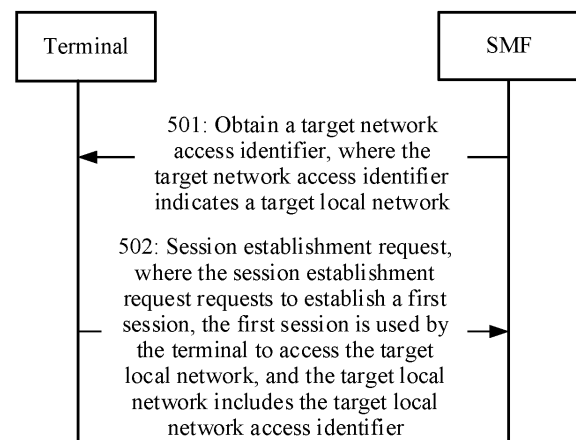 Terminal
SMF
501: Obtain a target network
access identifier, where the
target network access identifier
indicates a target local network
502: Session establishment request,
where the session establishment
request requests to establish a first
session, the first session is used by
the terminal to access the target
local network, and the target local
network includes the target local
network access identifier